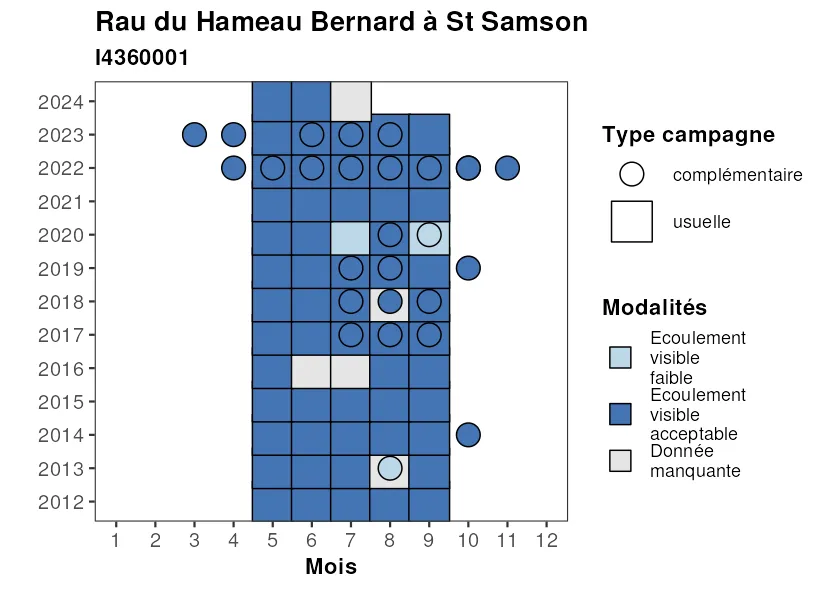 Rau du Hameau Bernard à St Samson
I4360001
2024
2023
2022
2021
2020
2019
2018
2017
2016
2015
2014
2013
2012
1 2 3 4 5 6 7 8 9 10 11 12
Mois
Type campagne
complémentaire
usuelle
Modalités
Ecoulement
visible
faible
Ecoulement
visible
acceptable
Donnée
manquante